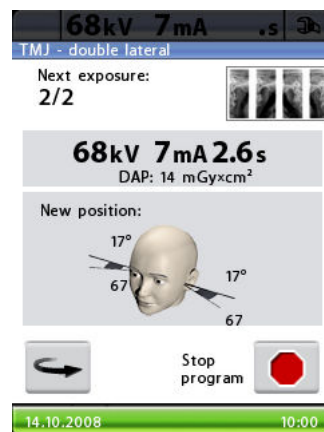 68kV 7mA .s
TMJ - double lateral
Next exposure:
2/2
68kV 7mA 2.6s
DAP: 14 mGy×cm²
New position:
17°
67
17°
67
Stop
program
14.10.2008 10:00